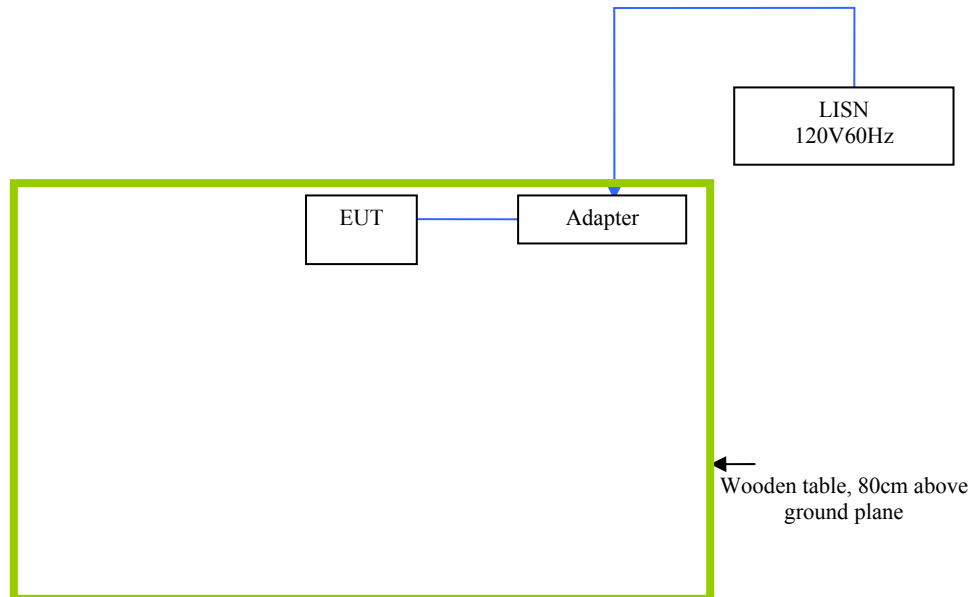 LISN
120V60Hz
EUT
Adapter
Wooden table, 80cm above
ground plane